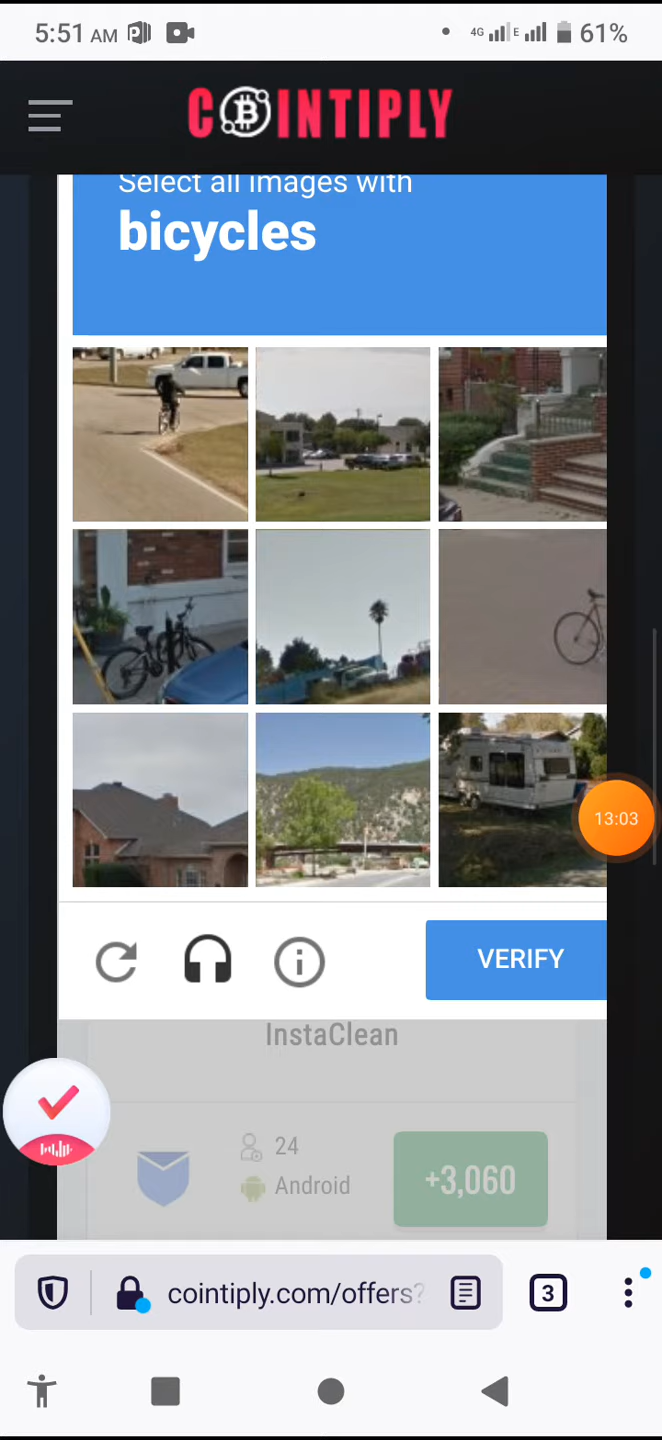 5:51 AM
4G
E
61%
COINTIPLY
Select all images with
bicycles
13:03
VERIFY
InstaClean
24
Android
+3,060
cointiply.com/offers?
3